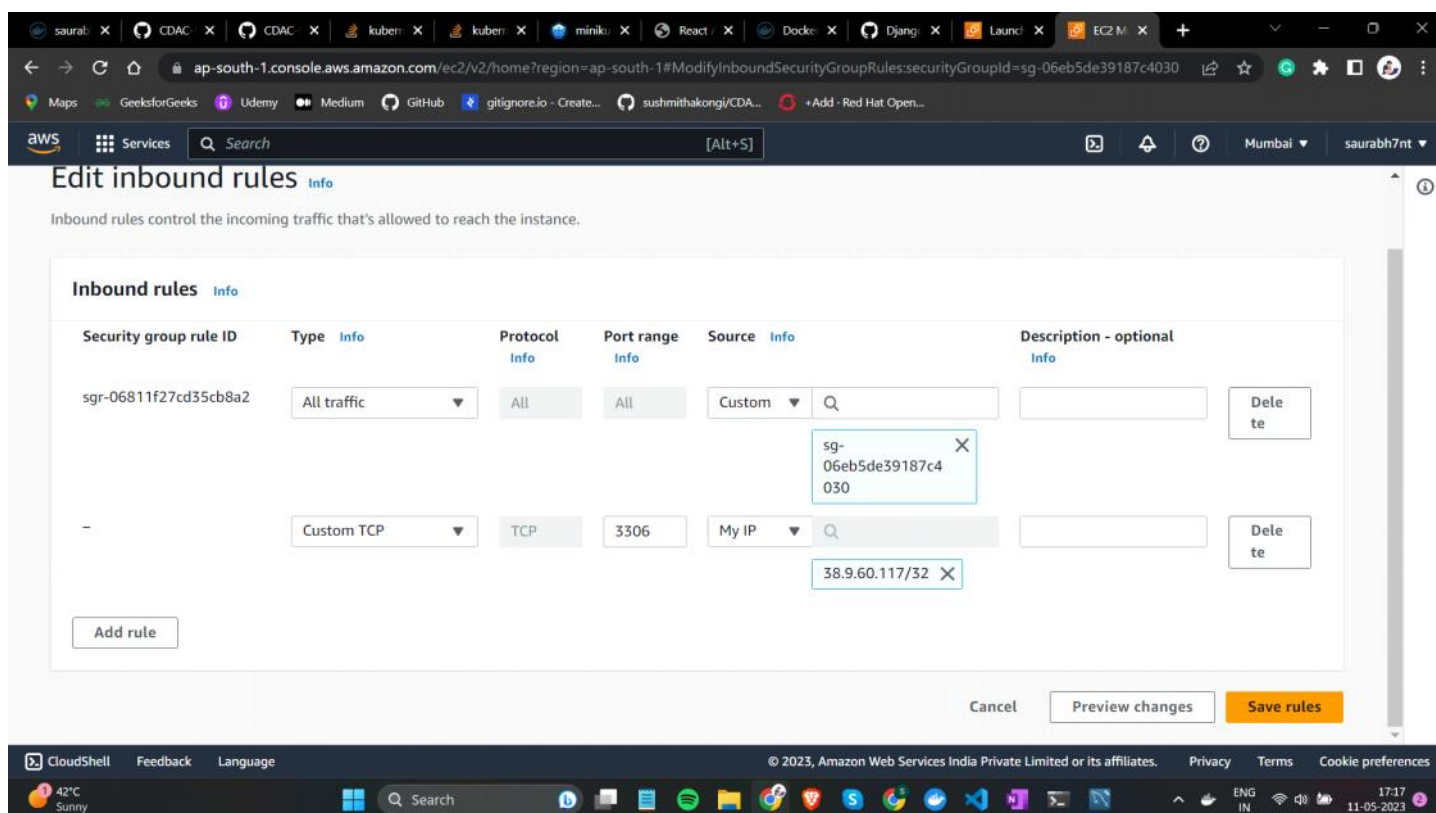 saurab CDAC- CDAC- kubern kubern miniku React / Docke Djang Launch EC2 M
ap-south-1.console.aws.amazon.com/ec2/v2/home?region=ap-south-1#ModifyInboundSecurityGroupRules:securityGroupId=sg-06eb5de39187c4030
Maps GeeksforGeeks Udemy Medium GitHub gitignore.io - Create... sushmithakongi/CDA... +Add · Red Hat Open...
aws Services Search [Alt+S] Mumbai saurabh7nt
Edit inbound rules Info
Inbound rules control the incoming traffic that's allowed to reach the instance.
Inbound rules Info
Security group rule ID Type Info Protocol Port range Source Info Description - optional
Info Info Info
sgr-06811f27cd35cb8a2 All traffic All All Custom Dele
te
sg-
06eb5de39187c4
030
– Custom TCP TCP 3306 My IP Dele
te
38.9.60.117/32
Add rule
Cancel Preview changes Save rules
CloudShell Feedback Language © 2023, Amazon Web Services India Private Limited or its affiliates. Privacy Terms Cookie preferences
1 42°C Search ENG 17:17
Sunny IN 11-05-2023 2